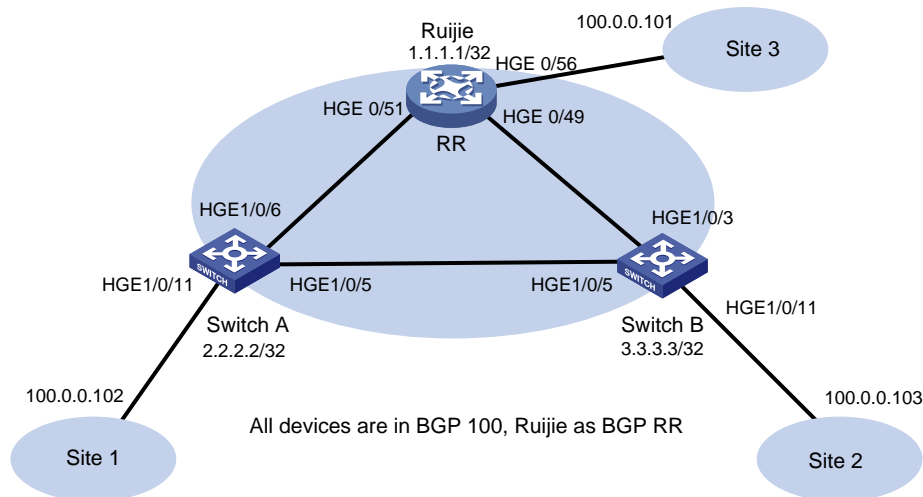 100.0.0.101
Site 3
Ruijie
1.1.1.1/32
HGE 0/56
HGE 0/51
HGE 0/49
RR
HGE1/0/6
HGE1/0/3
SWITCH
SWITCH
HGE1/0/11
HGE1/0/5
HGE1/0/5
HGE1/0/11
Switch A
2.2.2.2/32
Switch B
3.3.3.3/32
100.0.0.102
100.0.0.103
All devices are in BGP 100, Ruijie as BGP RR
Site 1
Site 2